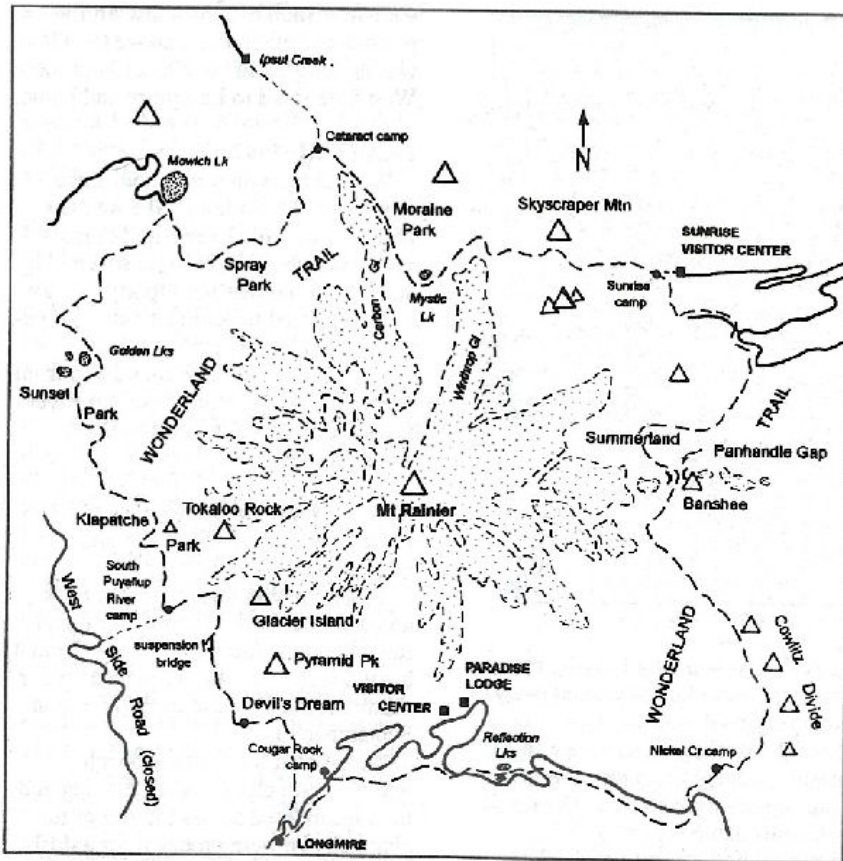 Ipsut Creek
Cataract camp
N
Mowich Lk
Moraine
Park
Skyscraper Mtn
SUNRISE
VISITOR CENTER
Spray
Park
TRAIL
Carbon Gl
Mystic
Lk
Sunrise
camp
Winthrop Gl.
Golden Lks
Sunset
Park
WONDERLAND
TRAIL
Summerland
Panhandle Gap
Banshee
Mt Rainier
Tokaloo Rock
Klapatche
Park
South
Puyallup
River
camp
Glacier Island
suspension
bridge
Pyramid Pk
West
Side
Road
(closed)
WONDERLAND
Cowlitz
Divide
PARADISE
LODGE
VISITOR
CENTER
Devil's Dream
Cougar Rock
camp
Reflection
Lks
Nickel Cr camp
LONGMIRE